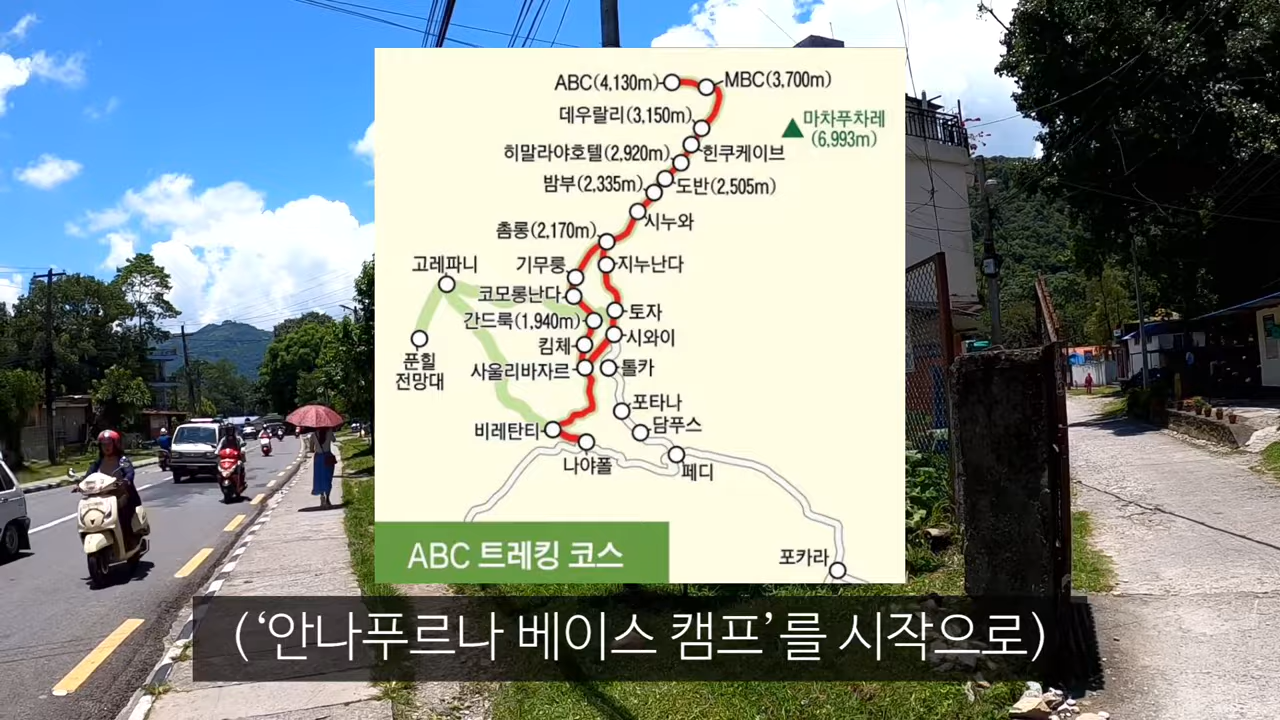 ABC(4,130m)
MBC(3,700m)
데우랄리(3,150m)
마차푸차레
(6,993m)
히말라야호텔(2,920m)
힌쿠케이브
밤부(2,335m)
도반(2,505m)
시누와
촘롱(2,170m)
고레파니
기무룽
지누난다
코모롱난다
토자
간드룩(1,940m)
시와이
킴체
푼힐
전망대
사울리바자르
톨카
포타나
비레탄티
담푸스
나야폴
페디
포카라
ABC 트레킹 코스
(‘안나푸르나 베이스 캠프’를 시작으로)